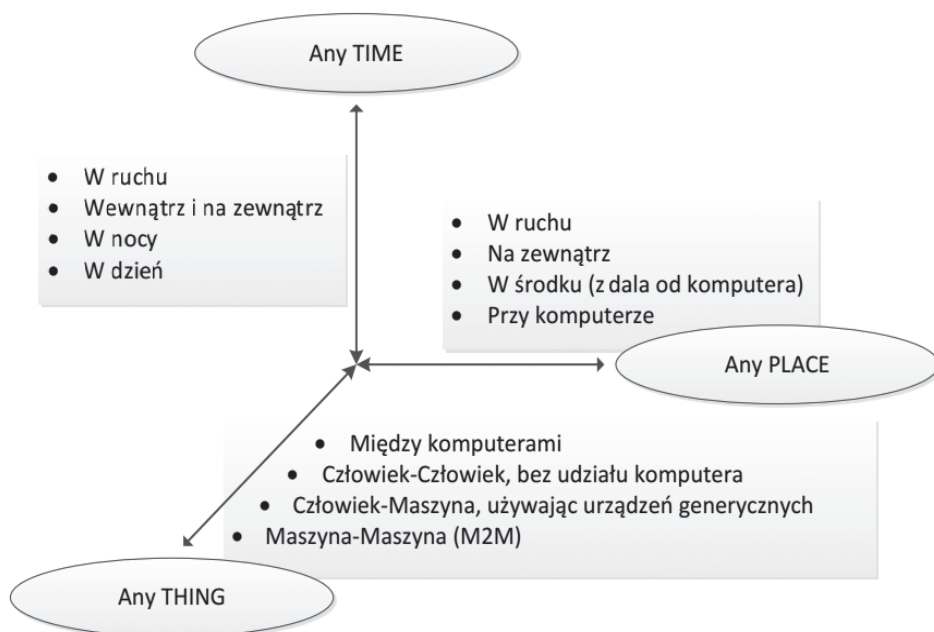 Any TIME
• W ruchu
• Wewnątrz i na zewnątrz
• W nocy
• W dzień
• W ruchu
• Na zewnątrz
• W środku (z dala od komputera)
• Przy komputerze
Any PLACE
• Między komputerami
• Człowiek-Człowiek, bez udziału komputera
• Człowiek-Maszyna, używając urządzeń generycznych
• Maszyna-Maszyna (M2M)
Any THING